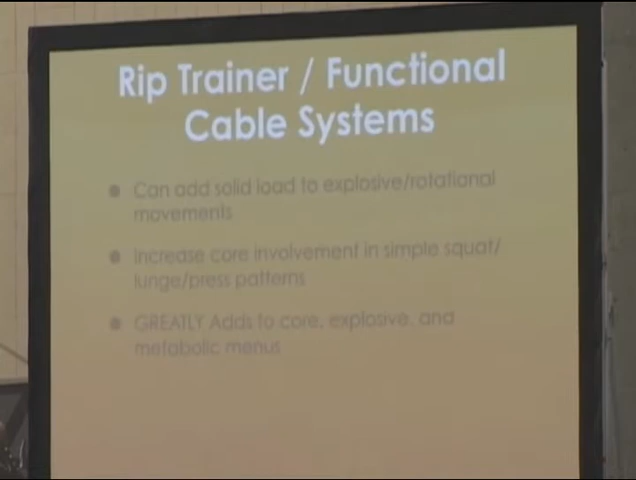 Rip Trainer / Functional
Cable Systems
Can add solid load to explosive/rotational
movements
Increase core involvement in simple squat/
lunge/press patterns
GREATLY Adds to core, explosive, and
metabolic menus